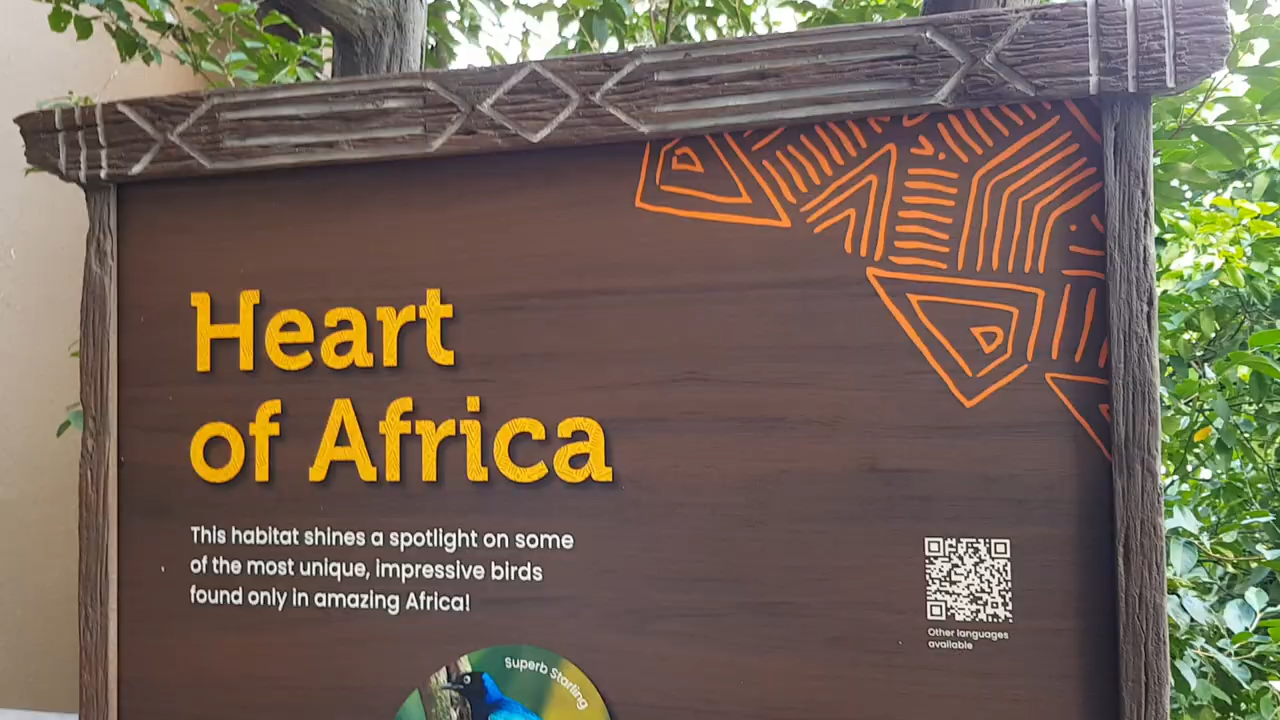 Heart
of Africa
This habitat shines a spotlight on some
of the most unique, impressive birds
found only in amazing Africa!
Other languages
available
Superb Starling